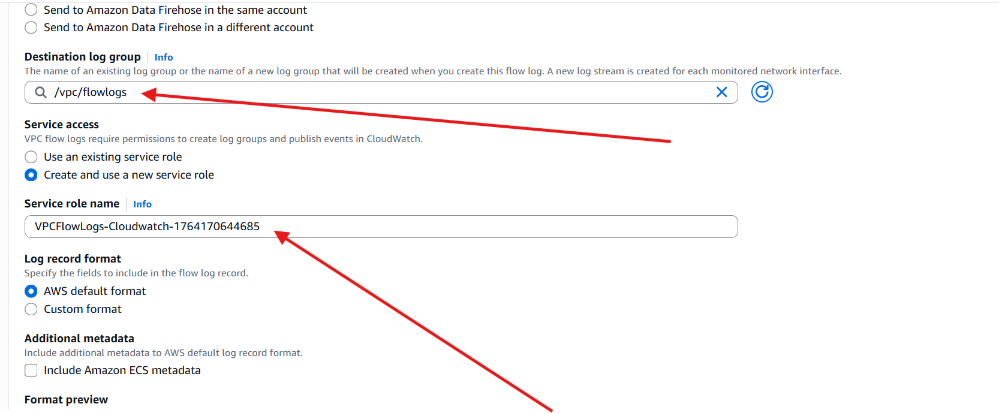 Send to Amazon Data Firehose in the same account
Send to Amazon Data Firehose in a different account
Destination log group Info
The name of an existing log group or the name of a new log group that will be created when you create this flow log. A new log stream is created for each monitored network interface.
/vpc/flowlogs
Service access
VPC flow logs require permissions to create log groups and publish events in CloudWatch.
Use an existing service role
Create and use a new service role
Service role name Info
VPCFlowLogs-Cloudwatch-1764170644685
Log record format
Specify the fields to include in the flow log record.
AWS default format
Custom format
Additional metadata
Include additional metadata to AWS default log record format.
Include Amazon ECS metadata
Format preview